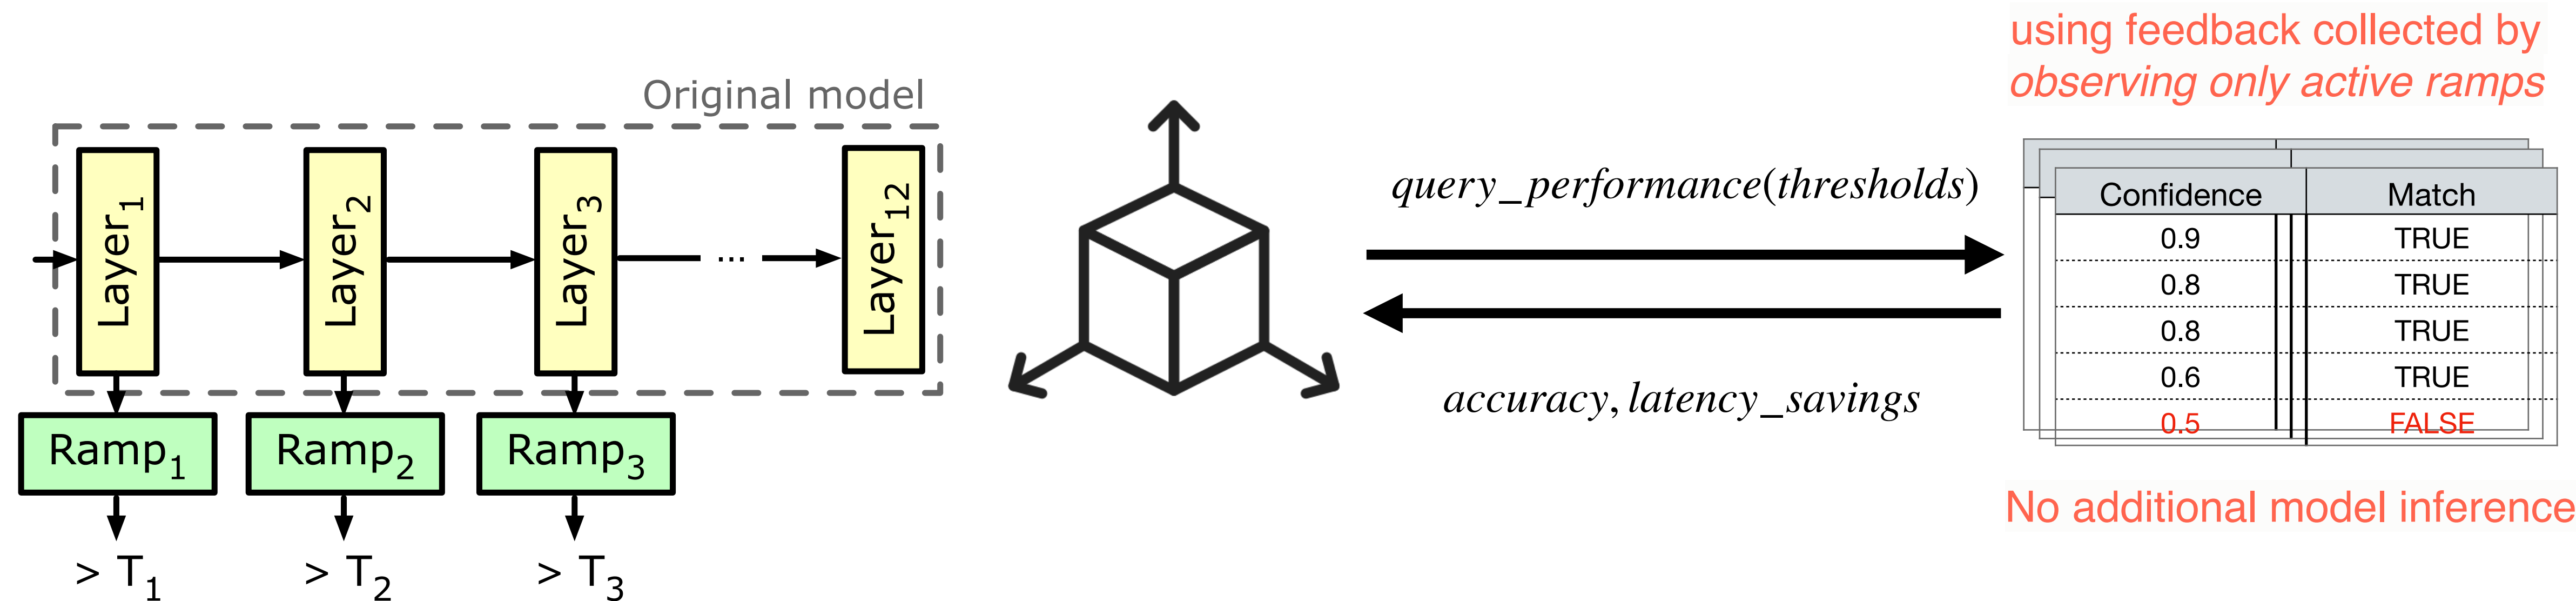 Original model
Layer1
Layer2
Layer3
...
Layer12
Ramp1
Ramp2
Ramp3
> T1
> T2
> T3
query_performance(thresholds)
accuracy, latency_savings
using feedback collected by
observing only active ramps
Confidence Match
0.9 TRUE
0.8 TRUE
0.8 TRUE
0.6 TRUE
0.5 FALSE
No additional model inference